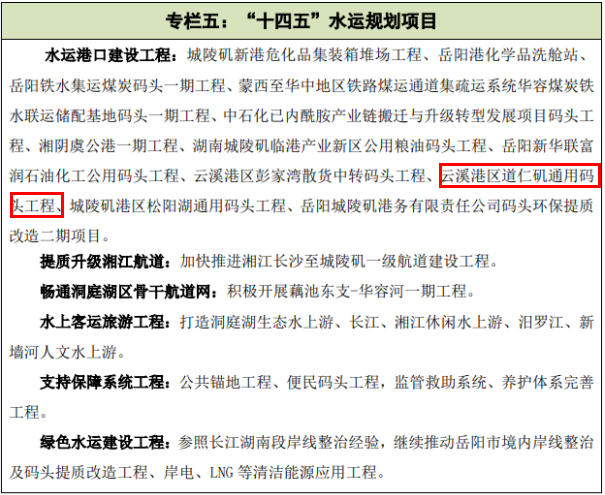 专栏五：“十四五”水运规划项目
水运港口建设工程：城陵矶新港危化品集装箱堆场工程、岳阳港化学品洗舱站、
岳阳铁水集运煤炭码头一期工程、蒙西至华中地区铁路煤运通道集疏运系统华容煤炭铁
水联运储配基地码头一期工程、中石化己内酰胺产业链搬迁与升级转型发展项目码头工
程、湘阴虞公港一期工程、湖南城陵矶临港产业新区公用粮油码头工程、岳阳新华联富
润石油化工公用码头工程、云溪港区彭家湾散货中转码头工程、云溪港区道仁矶通用码
头工程、城陵矶港区松阳湖通用码头工程、岳阳城陵矶港务有限责任公司码头环保提质
改造二期项目。
提质升级湘江航道：加快推进湘江长沙至城陵矶一级航道建设工程。
畅通洞庭湖区骨干航道网：积极开展藕池东支-华容河一期工程。
水上客运旅游工程：打造洞庭湖生态水上游、长江、湘江休闲水上游、汨罗江、新
墙河人文水上游。
支持保障系统工程：公共锚地工程、便民码头工程，监管救助系统、养护体系完善
工程。
绿色水运建设工程：参照长江湖南段岸线整治经验，继续推动岳阳市境内岸线整治
及码头提质改造工程、岸电、LNG 等清洁能源应用工程。